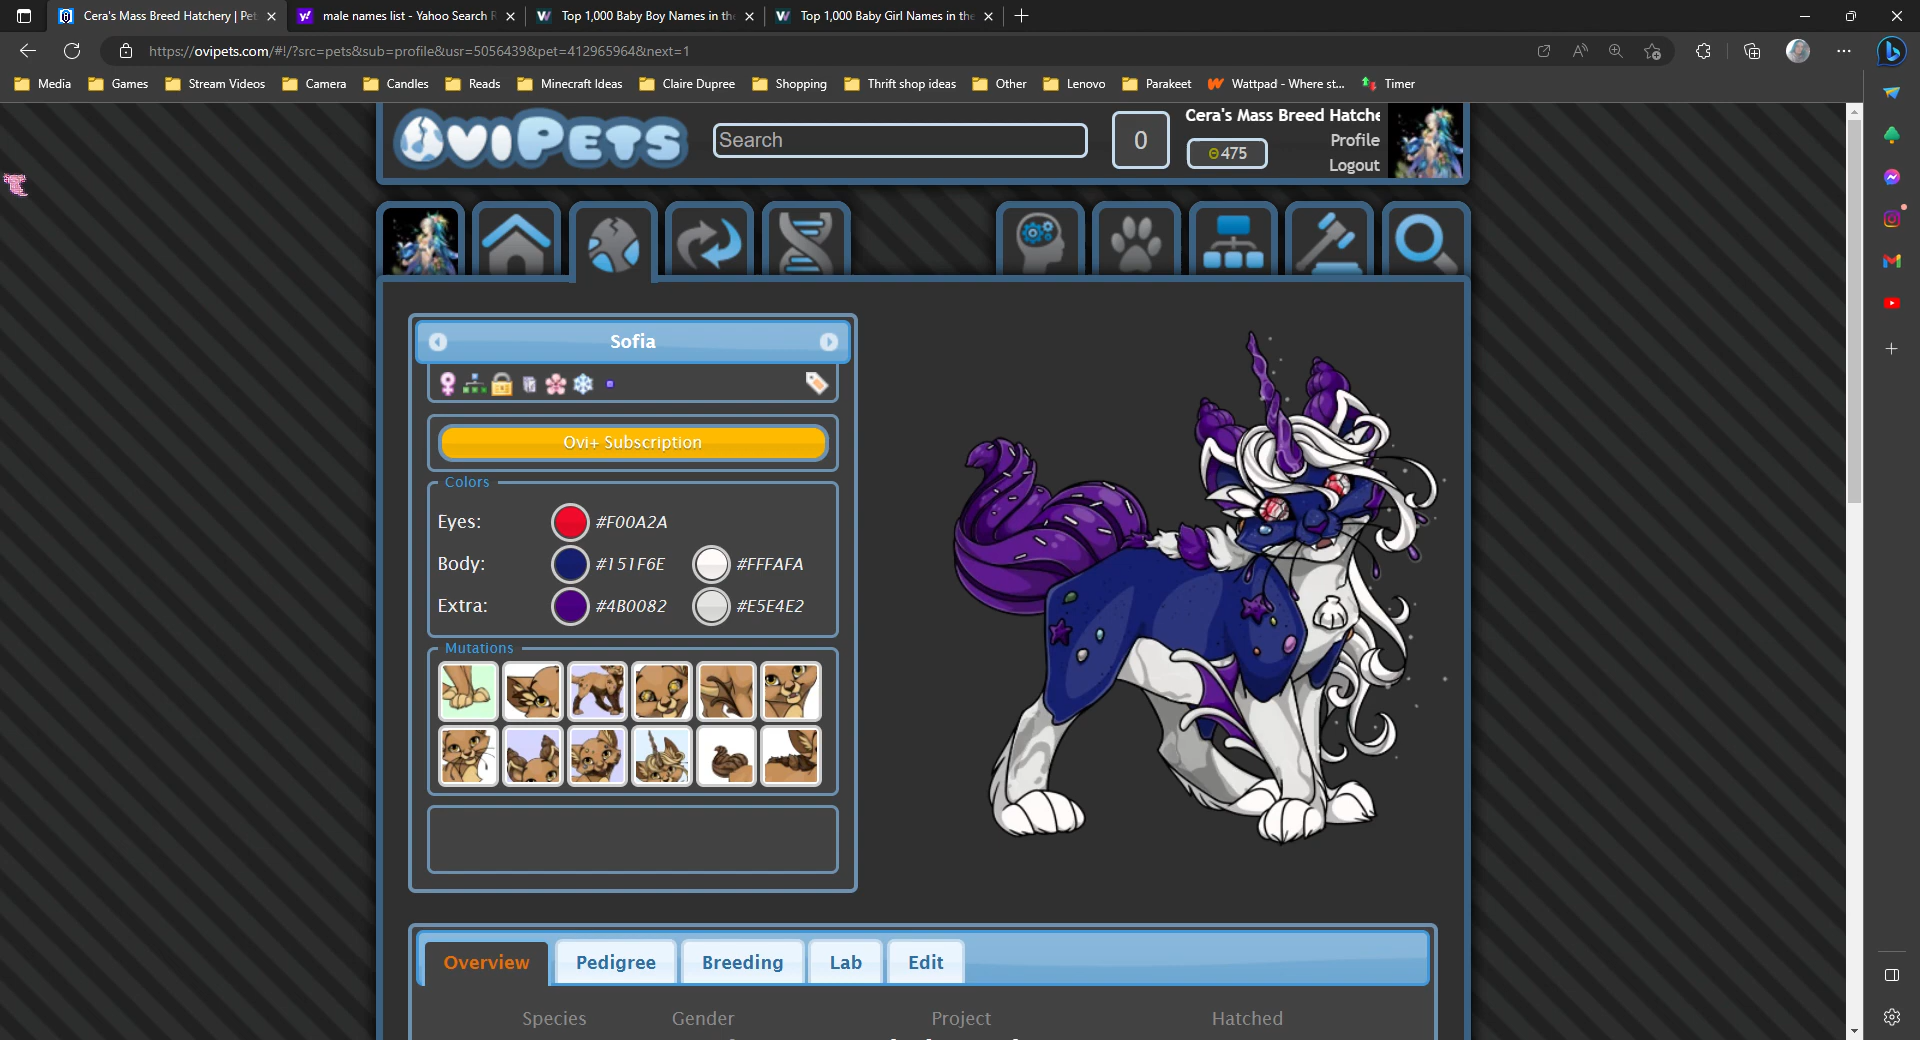 Cera's Mass Breed Hatchery | Pet
male names list - Yahoo Search R
Top 1,000 Baby Boy Names in the
Top 1,000 Baby Girl Names in the
https://ovipets.com/#!/?src=pets&sub=profile&usr=5056439&pet=412965964&next=1
Media Games Stream Videos Camera Candles Reads Minecraft Ideas Claire Dupree Shopping Thrift shop ideas Other Lenovo Parakeet Wattpad - Where st... Timer
OviPets
Search
0
Cera's Mass Breed Hatche
475
Profile
Logout
Sofia
Ovi+ Subscription
Colors
Eyes: #F00A2A
Body: #151F6E #FFFAFA
Extra: #4B0082 #E5E4E2
Mutations
Overview Pedigree Breeding Lab Edit
Species Gender Project Hatched